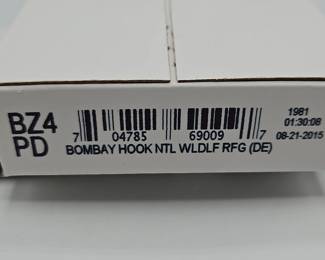 BZ4
PD
7 04785 69009 7
BOMBAY HOOK NTL WLDLF RFG (DE)
1981
01:30:08
08-21-2015